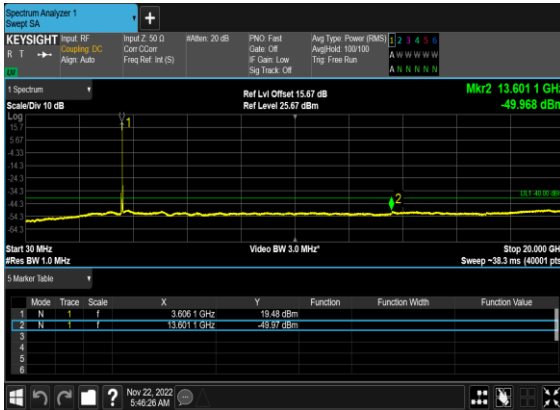 Spectrum Analyzer 1
Swept SA
+
KEYSIGHT Input: RF Input Z: 50 Ω #Atten: 20 dB PNO: Fast Avg Type: Power (RMS) 1 2 3 4 5 6
R T Coupling: DC Corr CCorr Gate: Off Avg|Hold: 100/100 A W W W W W
Align: Auto Freq Ref: Int (S) IF Gain: Low Trig: Free Run
LXI Sig Track: Off A N N N N N
1 Spectrum Ref Lvl Offset 15.67 dB Mkr2 13.601 1 GHz
Scale/Div 10 dB Ref Level 25.67 dBm -49.968 dBm
Log
15.7
5.67
-4.33
-14.3
-24.3
-34.3
-44.3
-54.3
-64.3
1
2
DL1 -40.00 dBm
Start 30 MHz Video BW 3.0 MHz* Stop 20.000 GHz
#Res BW 1.0 MHz Sweep ~38.3 ms (40001 pts)
5 Marker Table
Mode Trace Scale X Y Function Function Width Function Value
1 N 1 f 3.606 1 GHz 19.48 dBm
2 N 1 f 13.601 1 GHz -49.97 dBm
3
4
5
6
? Nov 22, 2022
5:46:26 AM